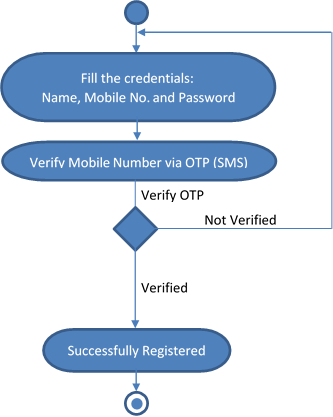 Fill the credentials:
Name, Mobile No. and Password
Verify Mobile Number via OTP (SMS)
Verify OTP
Not Verified
Verified
Successfully Registered